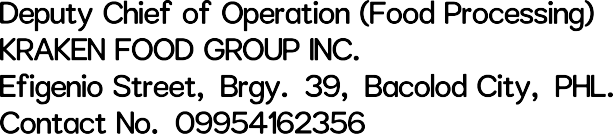 Deputy Chief of Operation (Food Processing)
KRAKEN FOOD GROUP INC.
Efigenio Street, Brgy. 39, Bacolod City, PHL.
Contact No. 09954162356